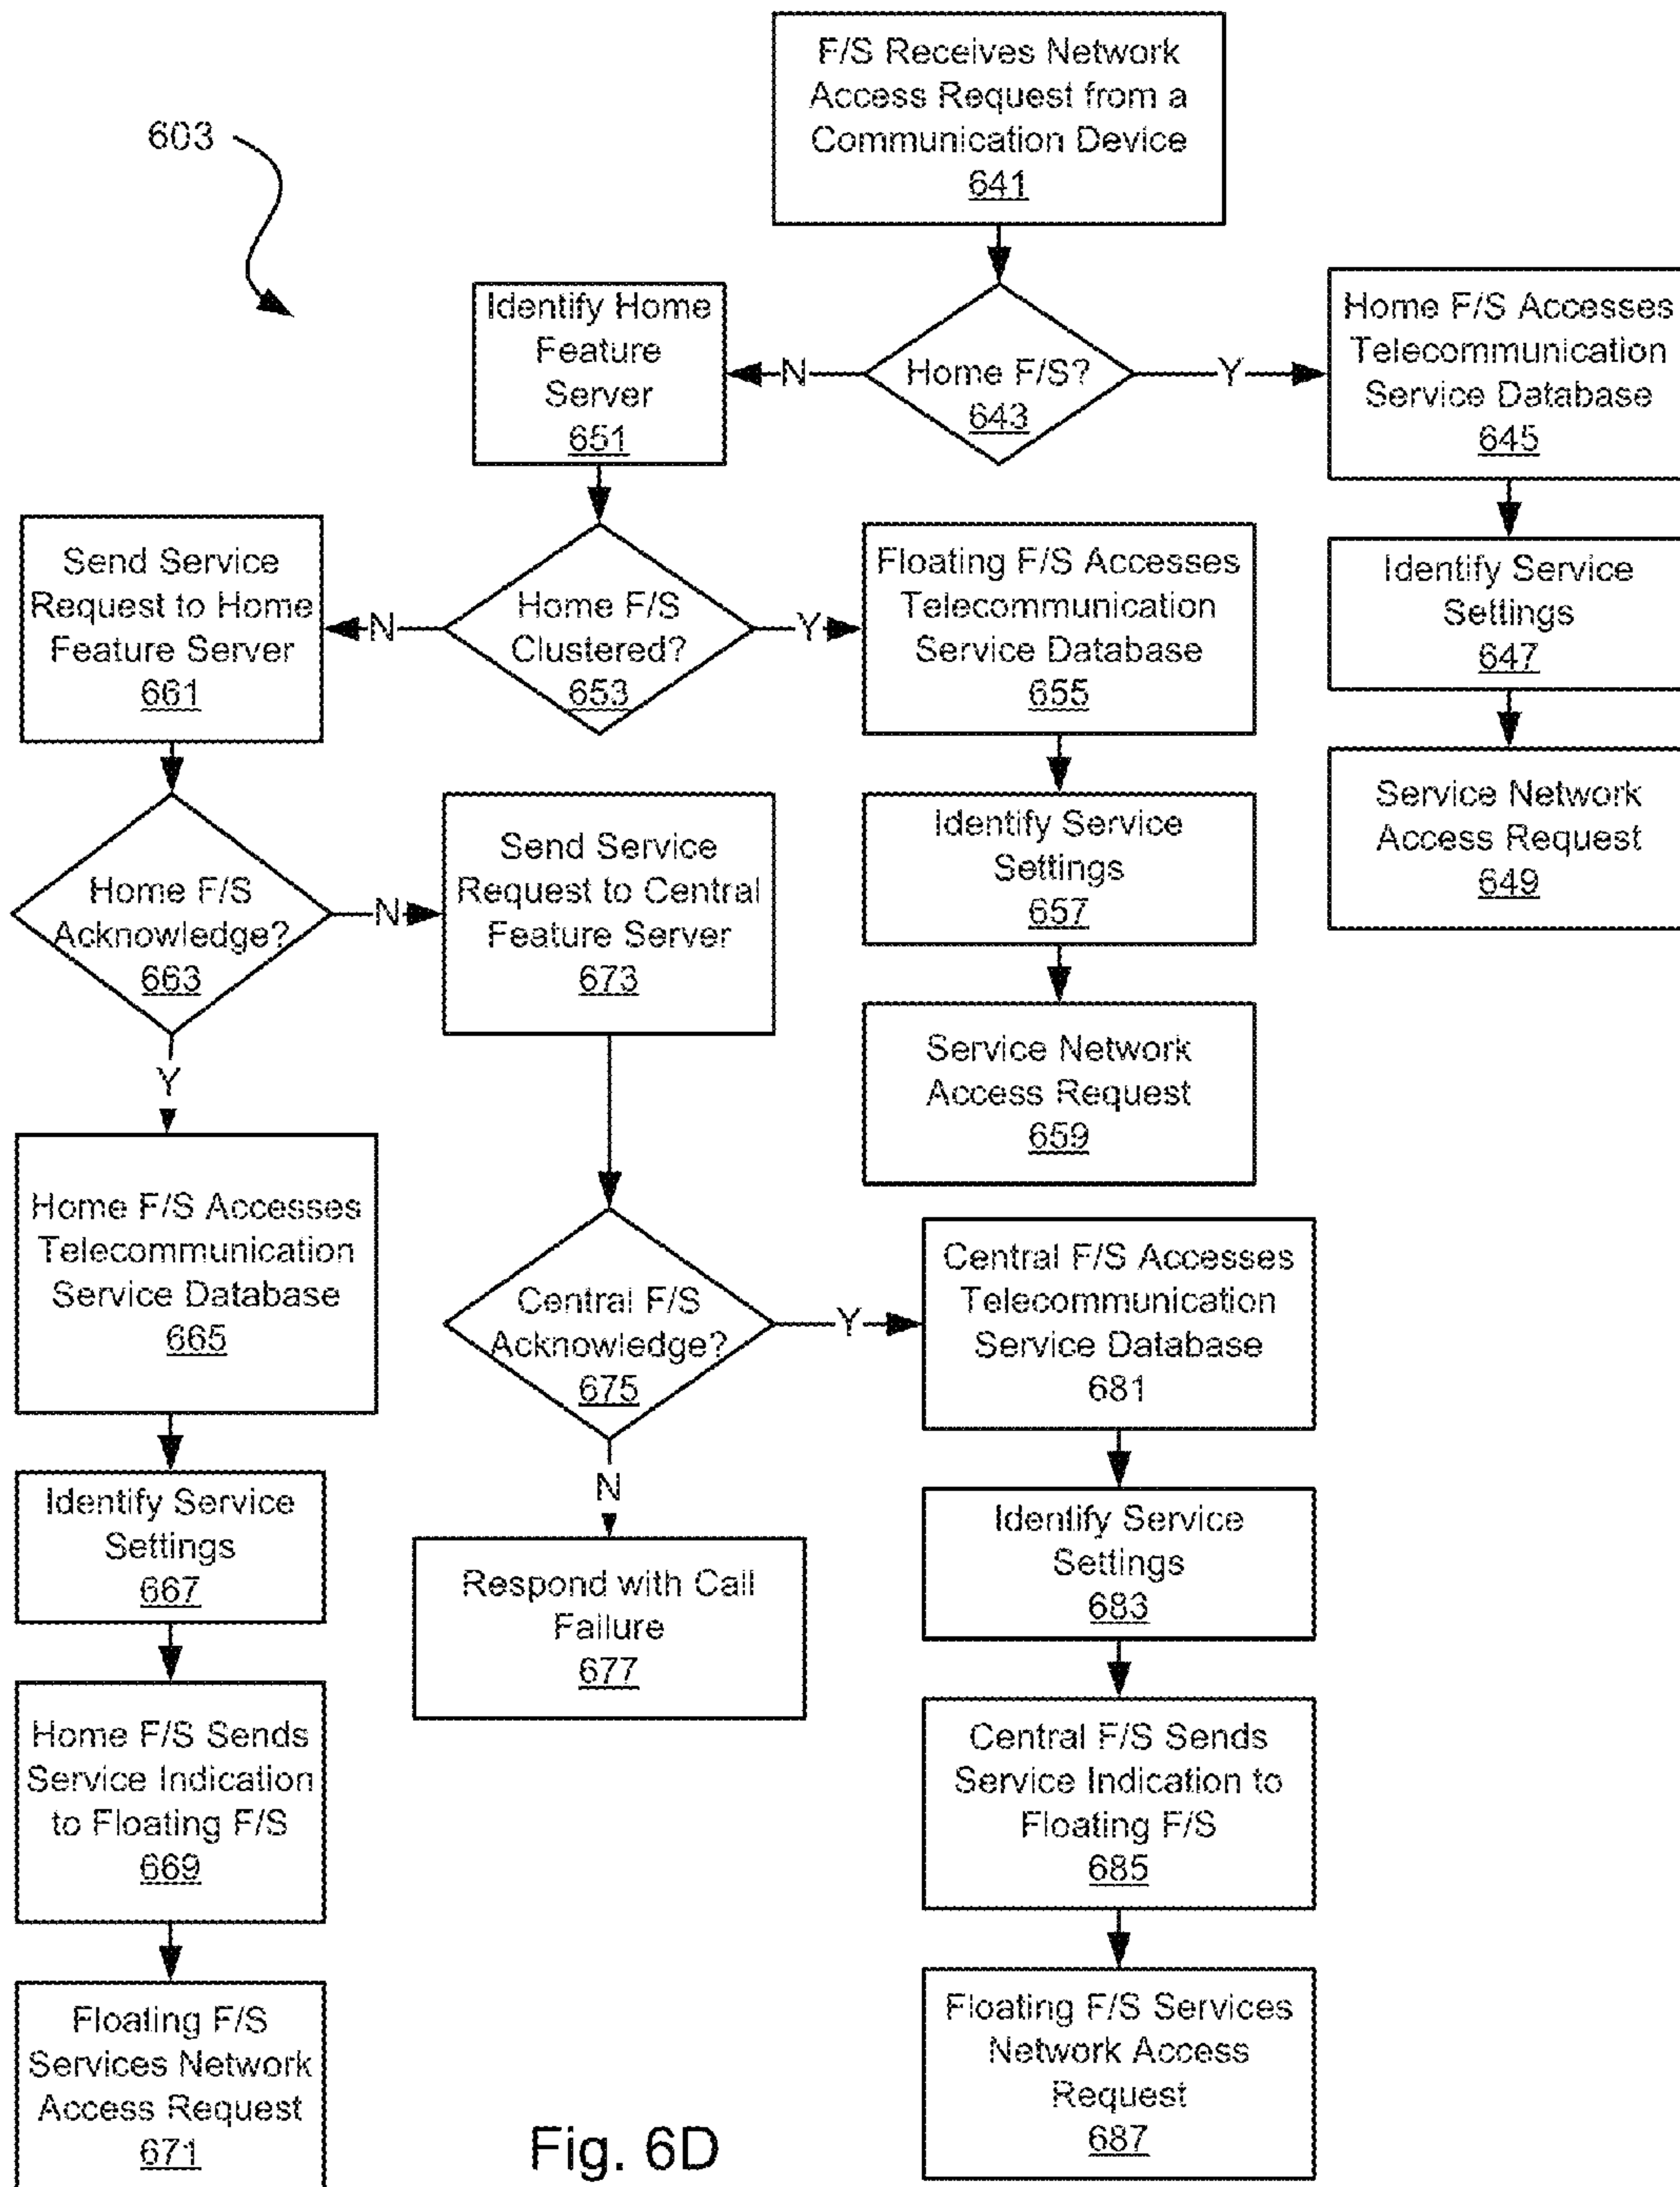 F/S Receives Network
Access Request from a
Communication Device
641
603
Identify Home
Feature
Server
651
N
Home F/S?
643
Y
Home F/S Accesses
Telecommunication
Service Database
645
Send Service
Request to Home
Feature Server
661
N
Home F/S
Clustered?
653
Y
Floating F/S Accesses
Telecommunication
Service Database
655
Identify Service
Settings
647
Service Network
Access Request
649
Home F/S
Acknowledge?
663
N
Send Service
Request to Central
Feature Server
673
Identify Service
Settings
657
Service Network
Access Request
659
Y
Home F/S Accesses
Telecommunication
Service Database
665
Central F/S
Acknowledge?
675
Y
Central F/S Accesses
Telecommunication
Service Database
681
Identify Service
Settings
667
N
Respond with Call
Failure
677
Identify Service
Settings
683
Home F/S Sends
Service Indication
to Floating F/S
669
Central F/S Sends
Service Indication to
Floating F/S
685
Floating F/S
Services Network
Access Request
671
Floating F/S Services
Network Access
Request
687
Fig. 6D